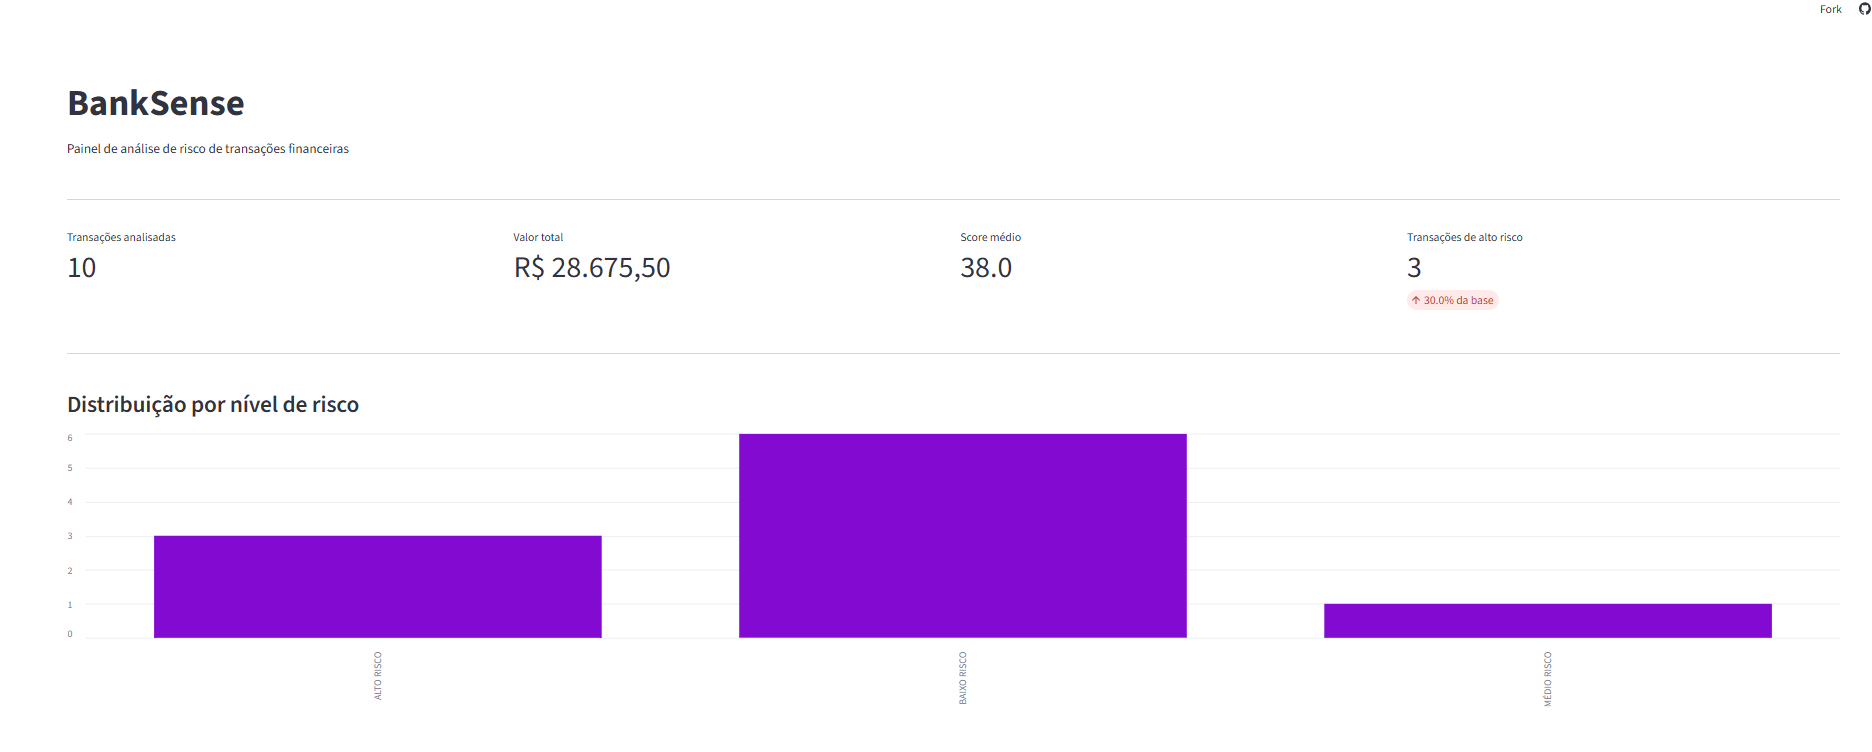 Fork
BankSense
Painel de análise de risco de transações financeiras
Transações analisadas
10
Valor total
R$ 28.675,50
Score médio
38.0
Transações de alto risco
3
↑ 30.0% da base
Distribuição por nível de risco
6
5
4
3
2
1
0
ALTO RISCO
BAIXO RISCO
MÉDIO RISCO